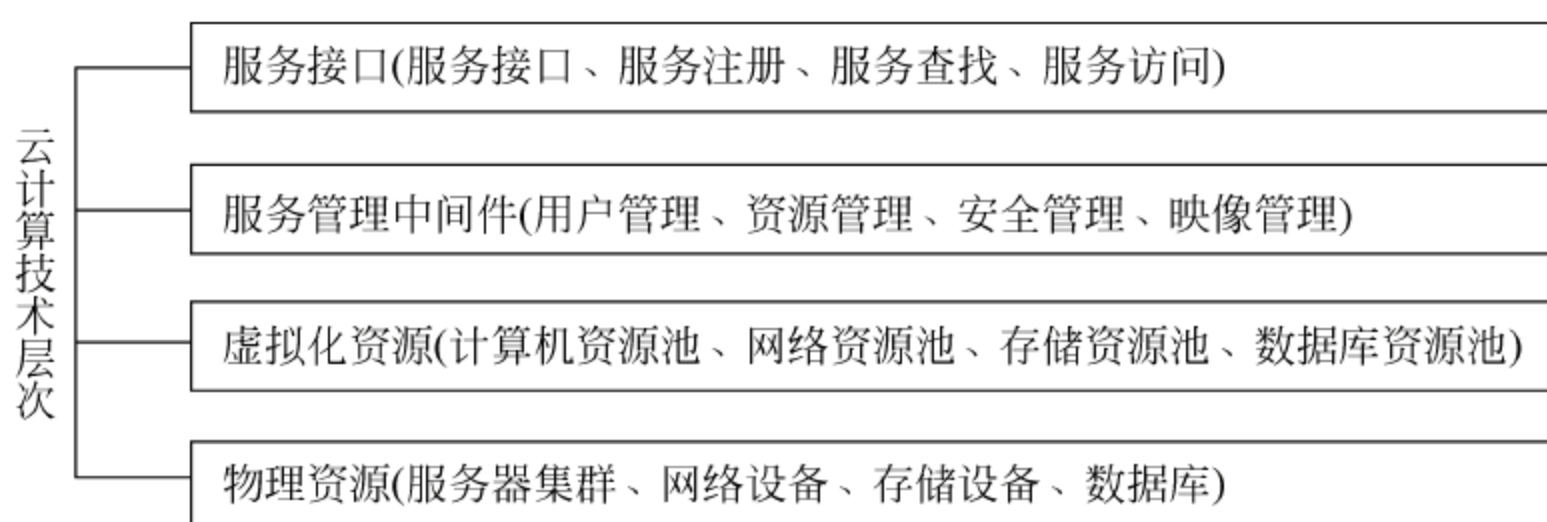 云计算技术层次
服务接口(服务接口、服务注册、服务查找、服务访问)
服务管理中间件(用户管理、资源管理、安全管理、映像管理)
虚拟化资源(计算机资源池、网络资源池、存储资源池、数据库资源池)
物理资源(服务器集群、网络设备、存储设备、数据库)